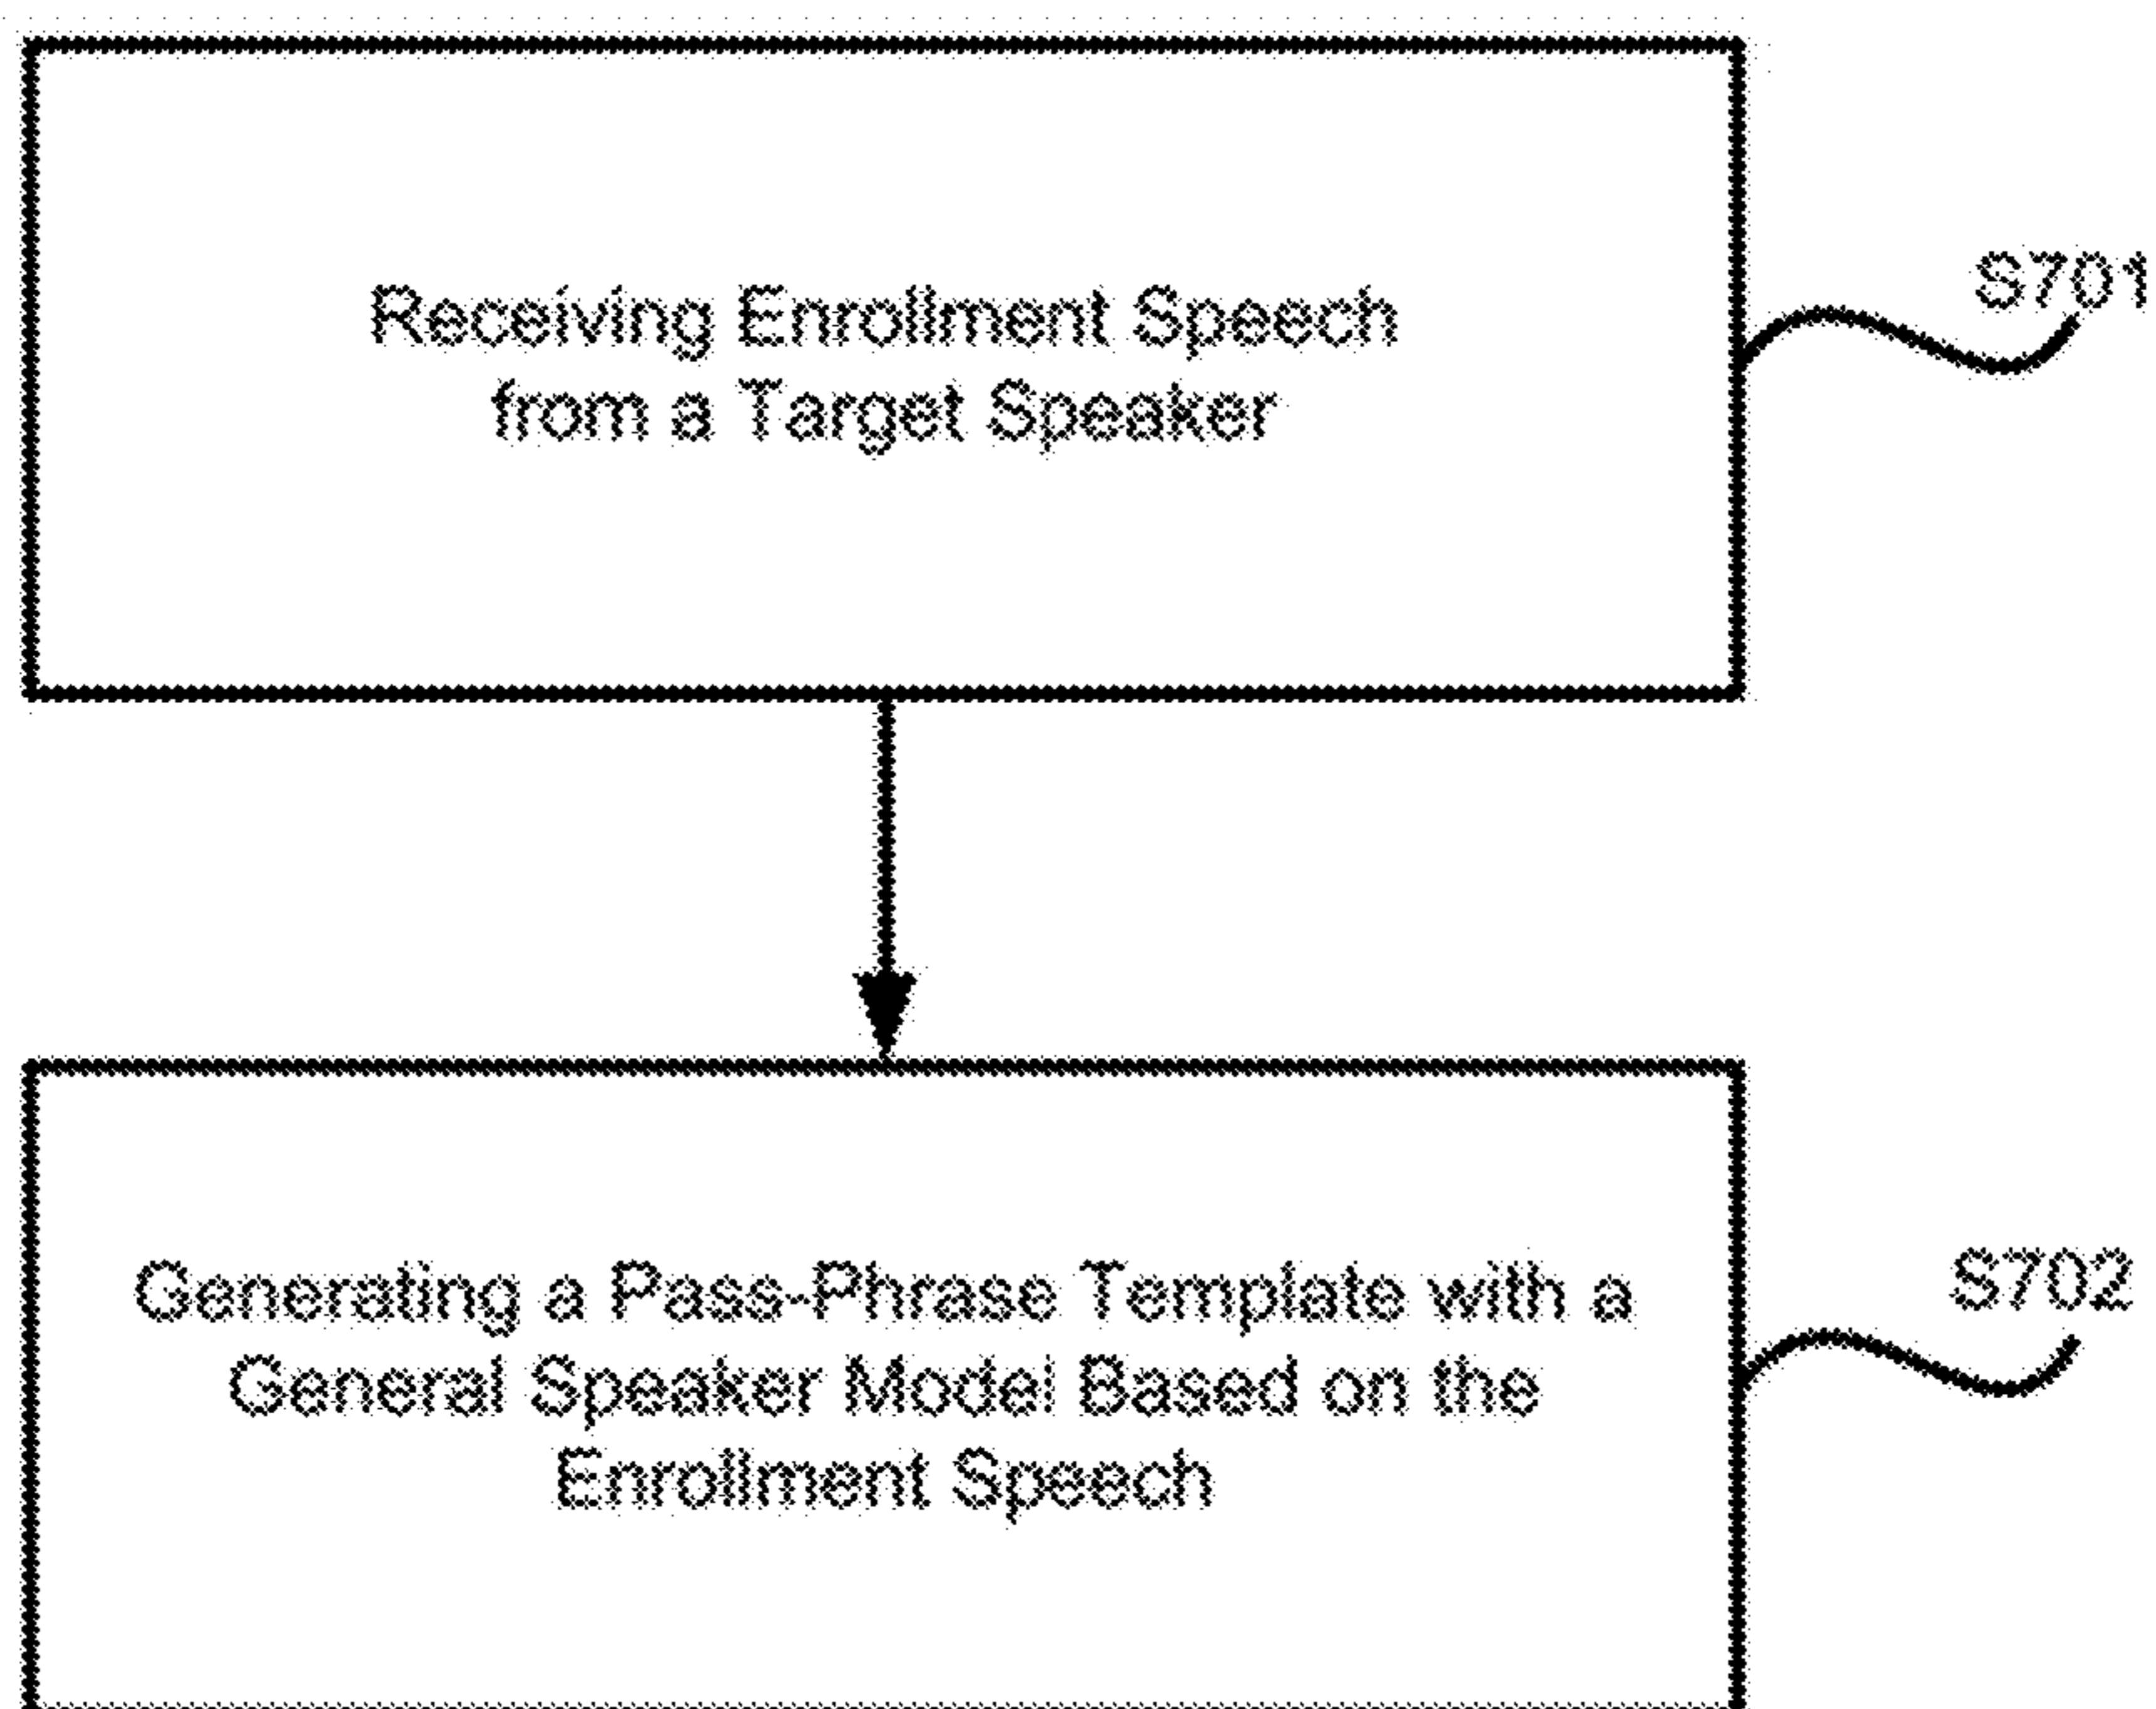 Receiving Enrollment Speech
from a Target Speaker
S701
Generating a Pass-Phrase Template with a
General Speaker Model Based on the
Enrollment Speech
S702